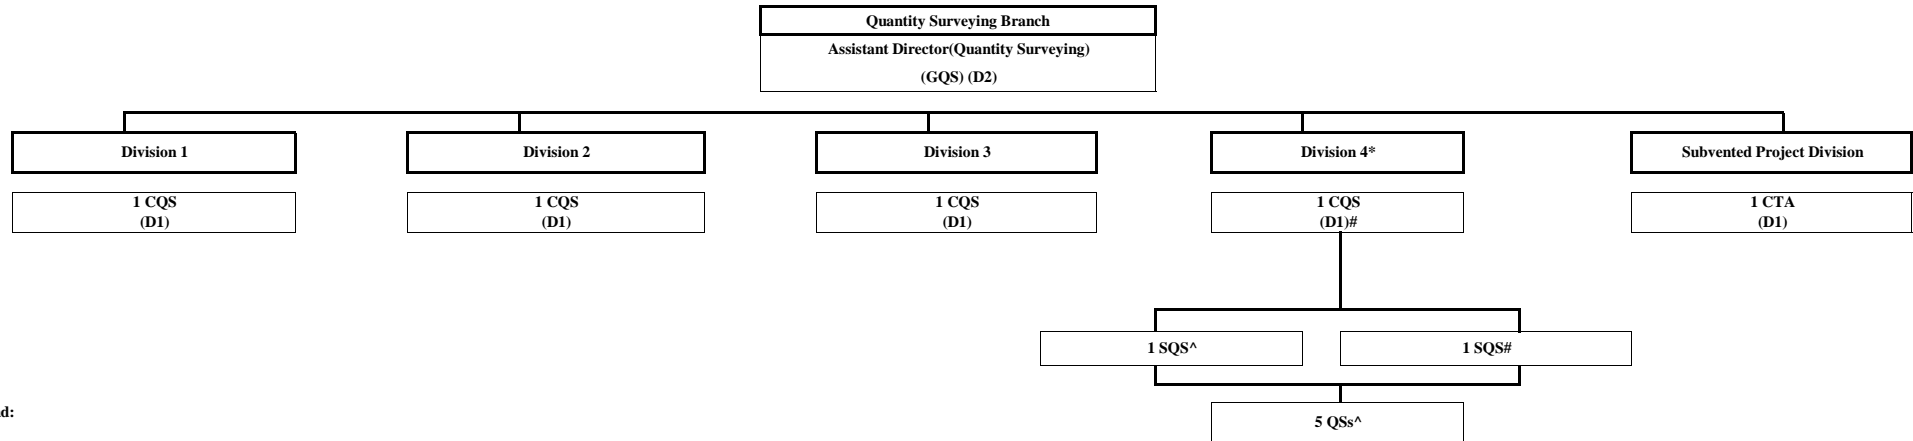 Quantity Surveying Branch
Assistant Director(Quantity Surveying)
(GQS) (D2)
Division 1
Division 2
Division 3
Division 4*
Subvented Project Division
1 CQS
(D1)
1 CQS
(D1)
1 CQS
(D1)
1 CQS
(D1)#
1 CTA
(D1)
1 SQS^
1 SQS#
5 QSs^